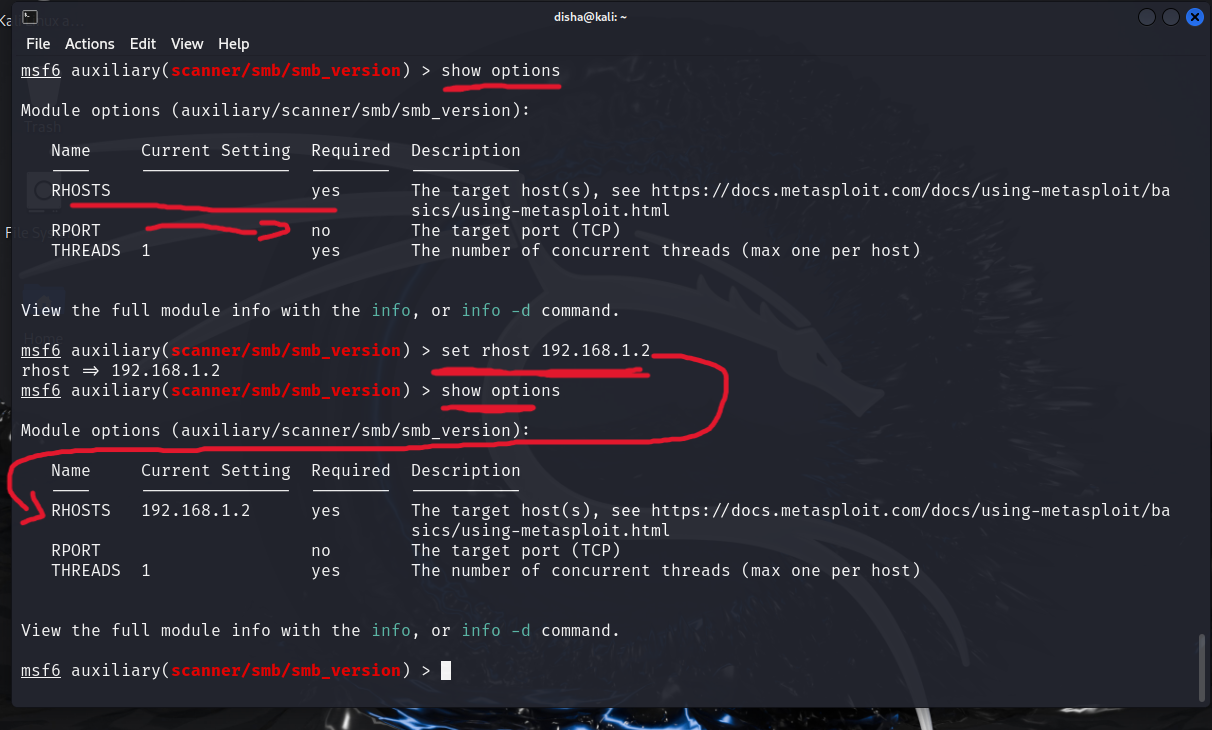 disha@kali: ~
File Actions Edit View Help
msf6 auxiliary(scanner/smb/smb_version) > show options
Module options (auxiliary/scanner/smb/smb_version):
Name Current Setting Required Description
RHOSTS yes The target host(s), see https://docs.metasploit.com/docs/using-metasploit/ba
sics/using-metasploit.html
RPORT no The target port (TCP)
THREADS 1 yes The number of concurrent threads (max one per host)
View the full module info with the info, or info -d command.
msf6 auxiliary(scanner/smb/smb_version) > set rhost 192.168.1.2
rhost => 192.168.1.2
msf6 auxiliary(scanner/smb/smb_version) > show options
Module options (auxiliary/scanner/smb/smb_version):
Name Current Setting Required Description
RHOSTS 192.168.1.2 yes The target host(s), see https://docs.metasploit.com/docs/using-metasploit/ba
sics/using-metasploit.html
RPORT no The target port (TCP)
THREADS 1 yes The number of concurrent threads (max one per host)
View the full module info with the info, or info -d command.
msf6 auxiliary(scanner/smb/smb_version) >
Trash
Home